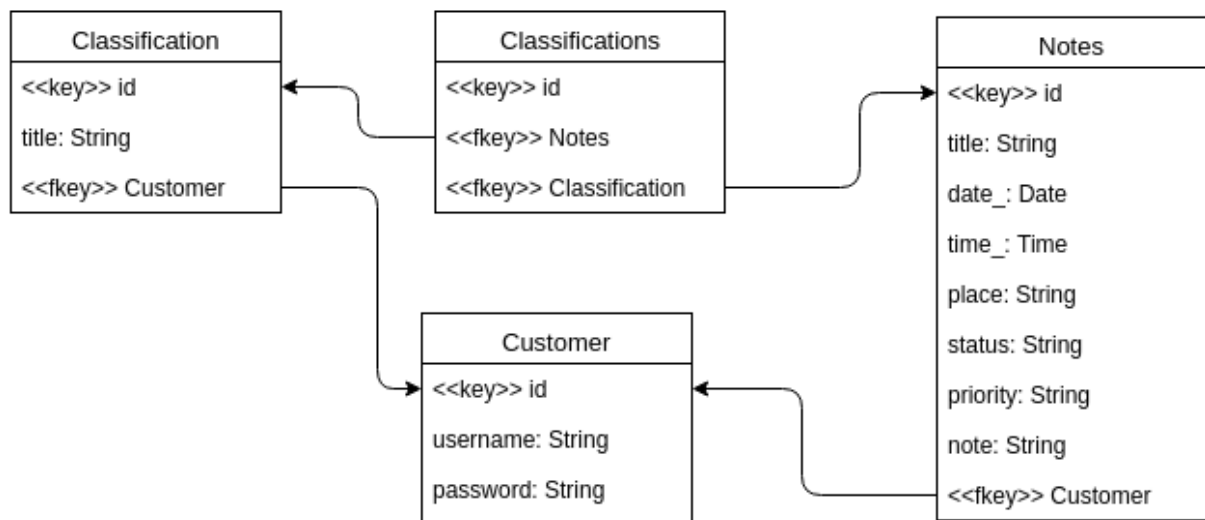 Classification
<<key>> id
title: String
<<fkey>> Customer
Classifications
<<key>> id
<<fkey>> Notes
<<fkey>> Classification
Notes
<<key>> id
title: String
date_: Date
time_: Time
place: String
status: String
priority: String
note: String
<<fkey>> Customer
Customer
<<key>> id
username: String
password: String